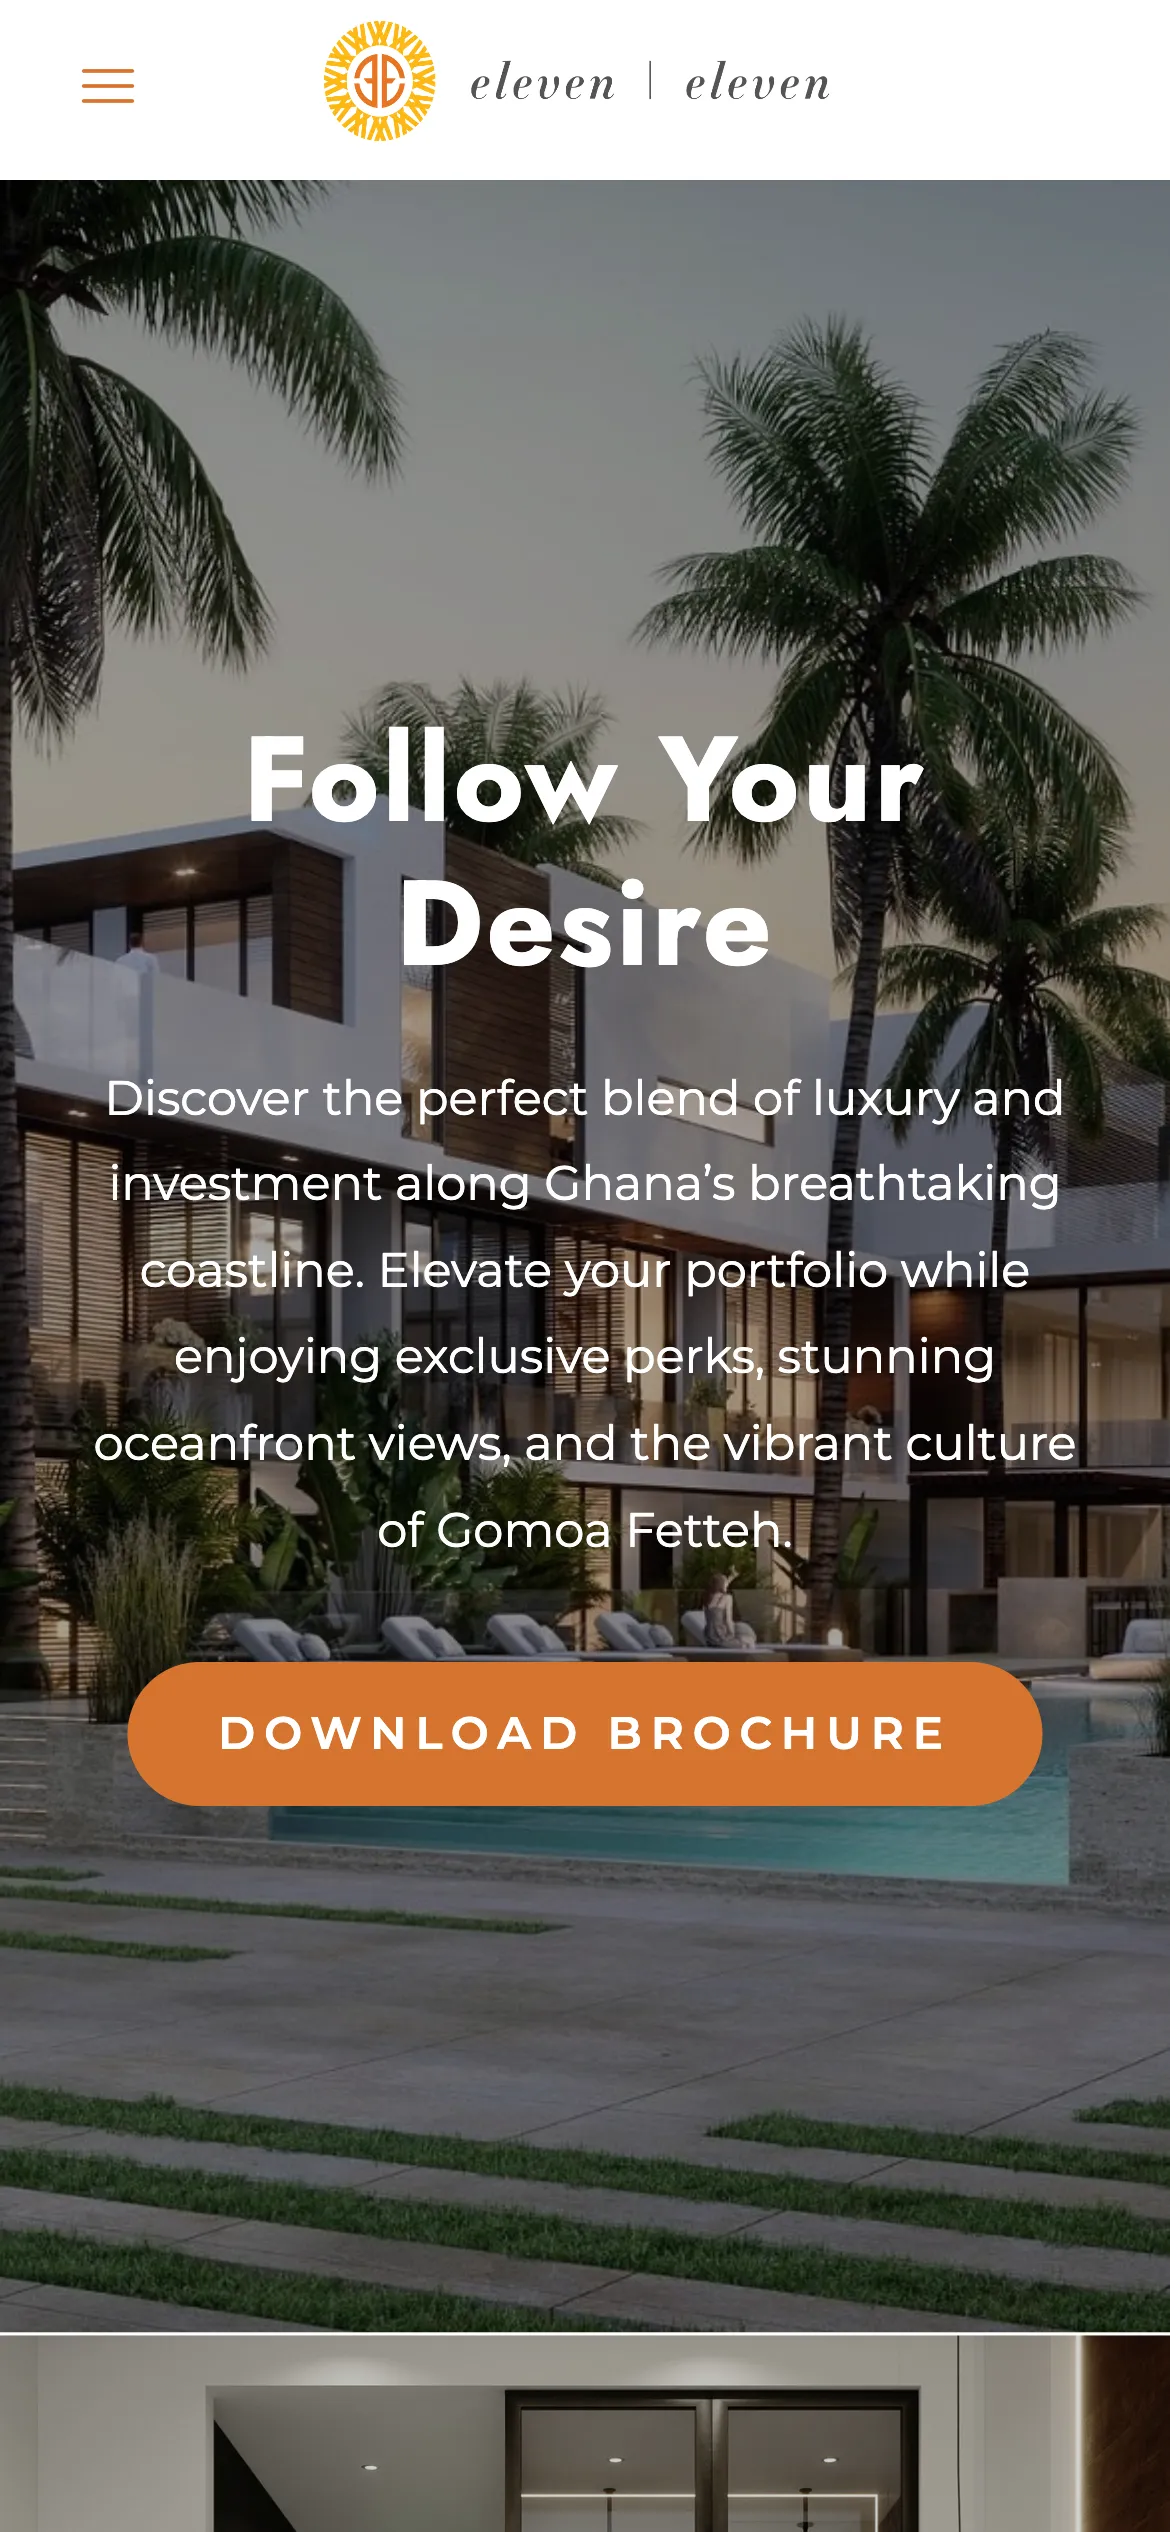 eleven | eleven
Follow Your
Desire
Discover the perfect blend of luxury and
investment along Ghana’s breathtaking
coastline. Elevate your portfolio while
enjoying exclusive perks, stunning
oceanfront views, and the vibrant culture
of Gomoa Fetteh.
DOWNLOAD BROCHURE